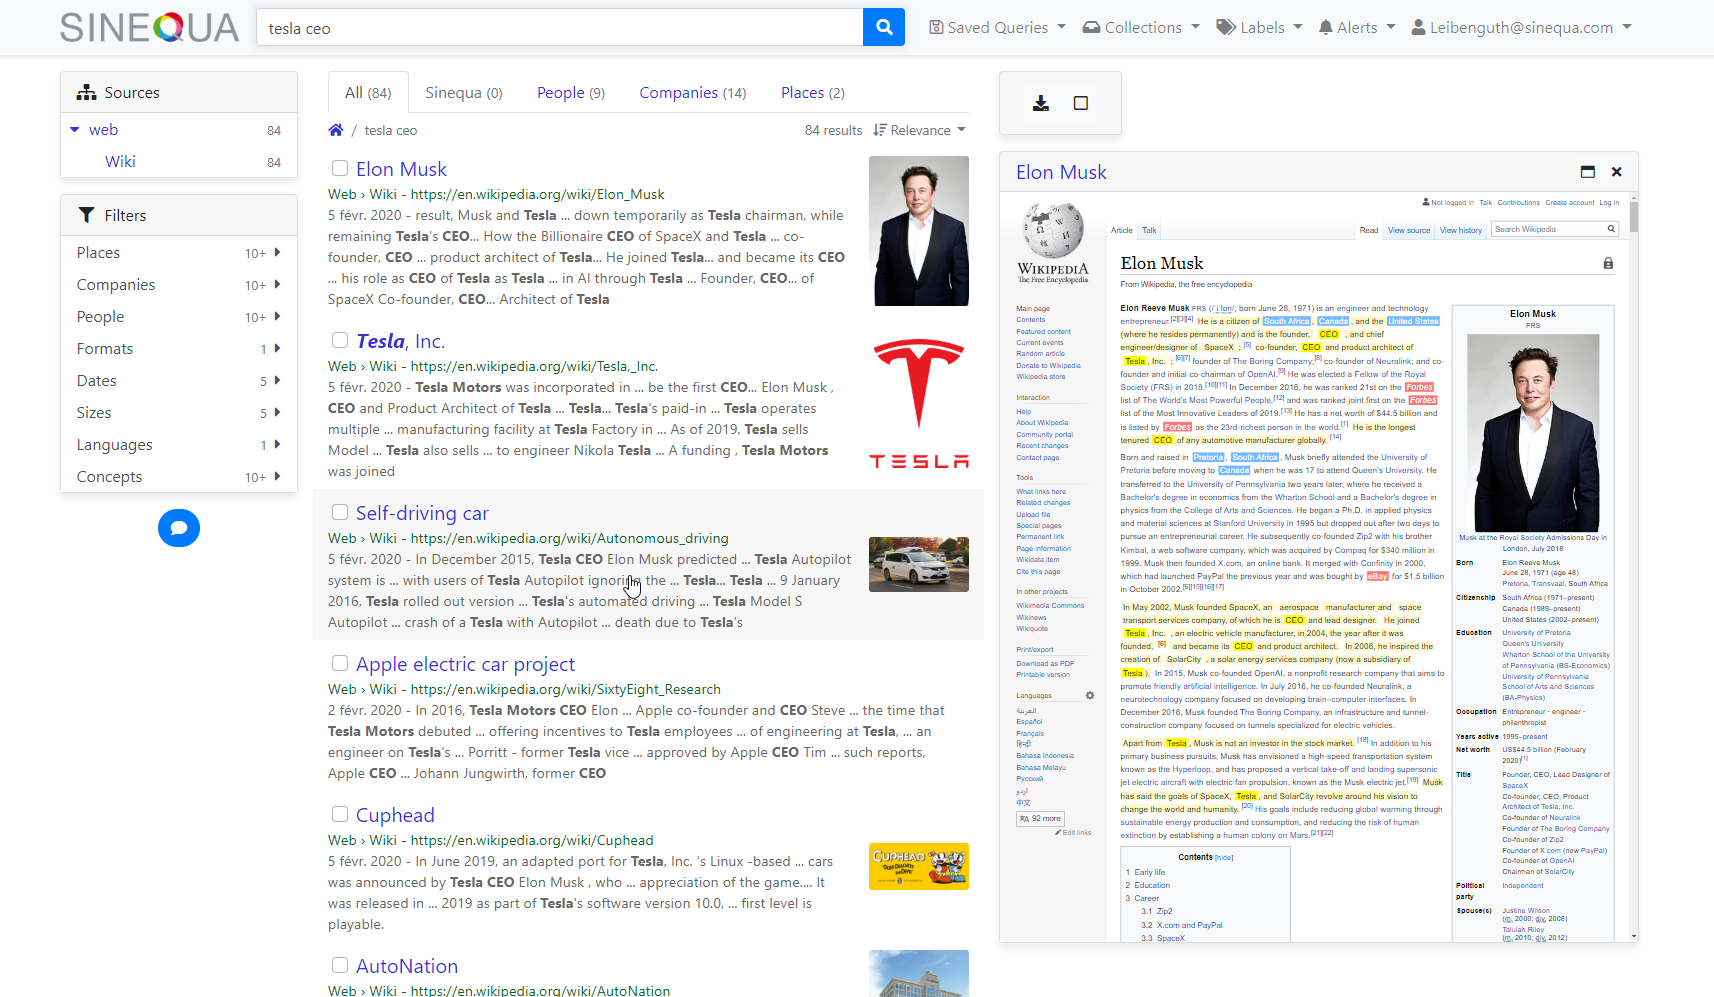 SINEQUA
tesla ceo
Saved Queries
Collections
Labels
Alerts
Leibenguth@sinequa.com
Sources
web 84
Wiki 84
Filters
Places 10+
Companies 10+
People 10+
Formats 1
Dates 5
Sizes 5
Languages 1
Concepts 10+
All (84)
Sinequa (0)
People (9)
Companies (14)
Places (2)
/ tesla ceo
84 results
Relevance
Elon Musk
Web › Wiki - https://en.wikipedia.org/wiki/Elon_Musk
5 févr. 2020 - result, Musk and Tesla ... down temporarily as Tesla chairman, while
remaining Tesla's CEO... How the Billionaire CEO of SpaceX and Tesla ... co-
founder, CEO ... product architect of Tesla... He joined Tesla... and became its CEO
... his role as CEO of Tesla as Tesla ... in AI through Tesla ... Founder, CEO... of
SpaceX Co-founder, CEO... Architect of Tesla
Tesla, Inc.
Web › Wiki - https://en.wikipedia.org/wiki/Tesla,_Inc.
5 févr. 2020 - Tesla Motors was incorporated in ... be the first CEO... Elon Musk ,
CEO and Product Architect of Tesla ... Tesla... Tesla's paid-in ... Tesla operates
multiple ... manufacturing facility at Tesla Factory in ... As of 2019, Tesla sells
Model ... Tesla also sells ... to engineer Nikola Tesla ... A funding , Tesla Motors
was joined
TESLA
Self-driving car
Web › Wiki - https://en.wikipedia.org/wiki/Autonomous_driving
5 févr. 2020 - In December 2015, Tesla CEO Elon Musk predicted ... Tesla Autopilot
system is ... with users of Tesla Autopilot ignoring the ... Tesla... Tesla ... 9 January
2016, Tesla rolled out version ... Tesla's automated driving ... Tesla Model S
Autopilot ... crash of a Tesla with Autopilot ... death due to Tesla's
Apple electric car project
Web › Wiki - https://en.wikipedia.org/wiki/SixtyEight_Research
2 févr. 2020 - In 2016, Tesla Motors CEO Elon ... Apple co-founder and CEO Steve ... the time that
Tesla Motors debuted ... offering incentives to Tesla employees ... of engineering at Tesla, ... an
engineer on Tesla's ... Porritt - former Tesla vice ... approved by Apple CEO Tim ... such reports,
Apple CEO ... Johann Jungwirth, former CEO
Cuphead
Web › Wiki - https://en.wikipedia.org/wiki/Cuphead
5 févr. 2020 - In June 2019, an adapted port for Tesla, Inc. 's Linux -based ... cars
was announced by Tesla CEO Elon Musk , who ... appreciation of the game.... It
was released in ... 2019 as part of Tesla's software version 10.0, ... first level is
playable.
CUPHEAD
AutoNation
Web › Wiki - https://en.wikipedia.org/wiki/AutoNation
Elon Musk
Not logged in Talk Contributions Create account Log in
Article Talk
Read View source View history
Search Wikipedia
WIKIPEDIA
The Free Encyclopedia
Main page
Contents
Featured content
Current events
Random article
Donate to Wikipedia
Wikipedia store
Interaction
Help
About Wikipedia
Community portal
Recent changes
Contact page
Tools
What links here
Related changes
Upload file
Special pages
Permanent link
Page information
Wikidata item
Cite this page
In other projects
Wikimedia Commons
Wikinews
Wikiquote
Print/export
Download as PDF
Printable version
Languages
العربية
Español
Français
हिन्दी
Bahasa Indonesia
Bahasa Melayu
Русский
اردو
中文
92 more
Edit links
Elon Musk
From Wikipedia, the free encyclopedia
Elon Reeve Musk FRS (/ˈiːlɒn/; born June 28, 1971) is an engineer and technology
entrepreneur.[2][3][4] He is a citizen of South Africa, Canada, and the United States
(where he resides permanently) and is the founder, CEO, and chief
engineer/designer of SpaceX ; [5] co-founder, CEO and product architect of
Tesla, Inc. ; [6][7] founder of The Boring Company;[8] co-founder of Neuralink; and co-
founder and initial co-chairman of OpenAI.[9] He was elected a Fellow of the Royal
Society (FRS) in 2018.[10][11] In December 2016, he was ranked 21st on the Forbes
list of The World's Most Powerful People,[12] and was ranked joint first on the Forbes
list of the Most Innovative Leaders of 2019.[13] He has a net worth of $44.5 billion and
is listed by Forbes as the 23rd-richest person in the world.[1] He is the longest
tenured CEO of any automotive manufacturer globally. [14]
Born and raised in Pretoria, South Africa, Musk briefly attended the University of
Pretoria before moving to Canada when he was 17 to attend Queen's University. He
transferred to the University of Pennsylvania two years later, where he received a
Bachelor's degree in economics from the Wharton School and a Bachelor's degree in
physics from the College of Arts and Sciences. He began a Ph.D. in applied physics
and material sciences at Stanford University in 1995 but dropped out after two days to
pursue an entrepreneurial career. He subsequently co-founded Zip2 with his brother
Kimbal, a web software company, which was acquired by Compaq for $340 million in
1999. Musk then founded X.com, an online bank. It merged with Confinity in 2000,
which had launched PayPal the previous year and was bought by eBay for $1.5 billion
in October 2002.[6][15][16][17]
In May 2002, Musk founded SpaceX, an aerospace manufacturer and space
transport services company, of which he is CEO and lead designer. He joined
Tesla, Inc. , an electric vehicle manufacturer, in 2004, the year after it was
founded, [6] and became its CEO and product architect. In 2006, he inspired the
creation of SolarCity , a solar energy services company (now a subsidiary of
Tesla). In 2015, Musk co-founded OpenAI, a nonprofit research company that aims to
promote friendly artificial intelligence. In July 2016, he co-founded Neuralink, a
neurotechnology company focused on developing brain–computer interfaces. In
December 2016, Musk founded The Boring Company, an infrastructure and tunnel-
construction company focused on tunnels specialized for electric vehicles.
Apart from Tesla, Musk is not an investor in the stock market. [18] In addition to his
primary business pursuits, Musk has envisioned a high-speed transportation system
known as the Hyperloop, and has proposed a vertical take-off and landing supersonic
jet electric aircraft with electric fan propulsion, known as the Musk electric jet.[19] Musk
has said the goals of SpaceX, Tesla, and SolarCity revolve around his vision to
change the world and humanity. [20] His goals include reducing global warming through
sustainable energy production and consumption, and reducing the risk of human
extinction by establishing a human colony on Mars.[21][22]
Contents [hide]
1 Early life
2 Education
3 Career
3.1 Zip2
3.2 X.com and PayPal
3.3 SpaceX
Elon Musk
FRS
Musk at the Royal Society Admissions Day in
London, July 2018
Born Elon Reeve Musk
June 28, 1971 (age 48)
Pretoria, Transvaal, South Africa
Citizenship South Africa (1971–present)
Canada (1989–present)
United States (2002–present)
Education University of Pretoria
Queen's University
Wharton School of the University
of Pennsylvania (BS-Economics)
University of Pennsylvania
School of Arts and Sciences
(BA-Physics)
Occupation Entrepreneur · engineer ·
philanthropist
Years active 1995–present
Net worth US$44.5 billion (February
2020)[1]
Title Founder, CEO, Lead Designer of
SpaceX
Co-founder, CEO, Product
Architect of Tesla, Inc.
Co-founder of Neuralink
Founder of The Boring Company
Co-founder of Zip2
Founder of X.com (now PayPal)
Co-founder of OpenAI
Chairman of SolarCity
Political Independent
party
Spouse(s) Justine Wilson
(m. 2000; div. 2008)
Talulah Riley
(m. 2010; div. 2012)